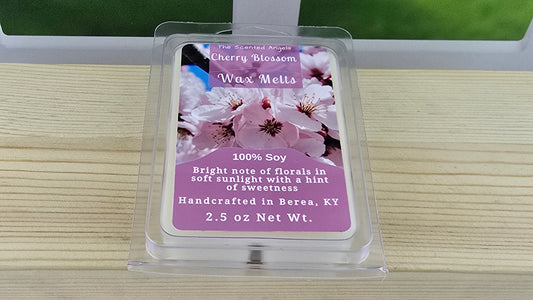 The Scented Angels
Cherry Blossom
Wax Melts
100% Soy
Bright note of florals in
soft sunlight with a hint
of sweetness
Handcrafted in Berea, KY
2.5 oz Net Wt.